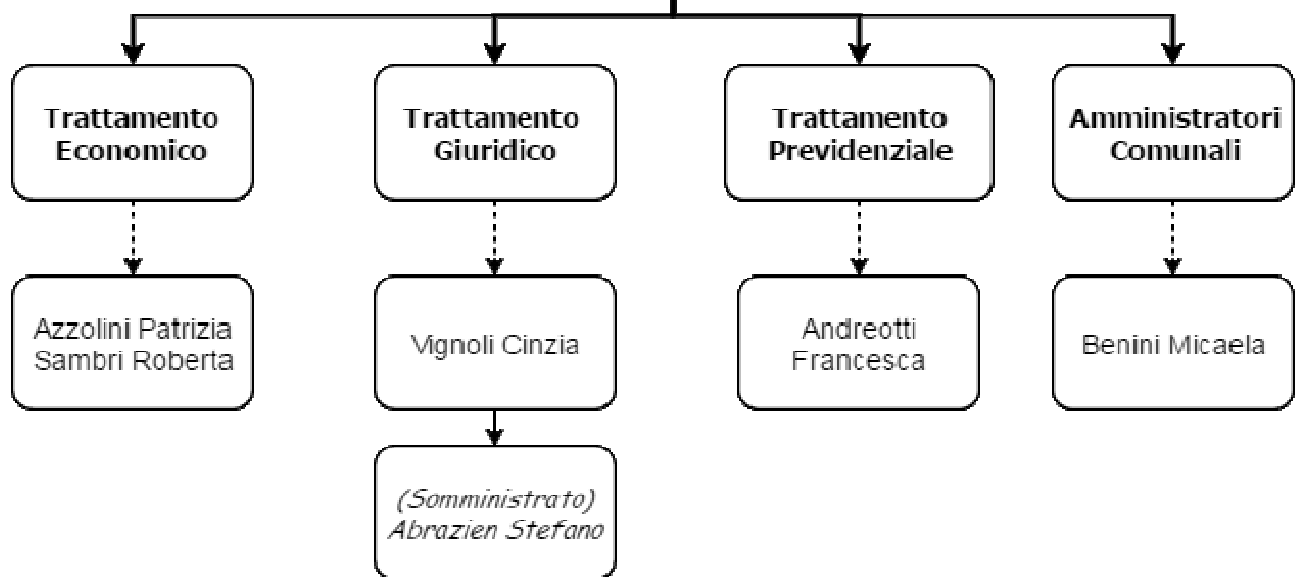 Trattamento
Economico
Trattamento
Giuridico
Trattamento
Previdenziale
Amministratori
Comunali
Azzolini Patrizia
Sambri Roberta
Vignoli Cinzia
Andreotti
Francesca
Benini Micaela
(Somministrato)
Abrazien Stefano